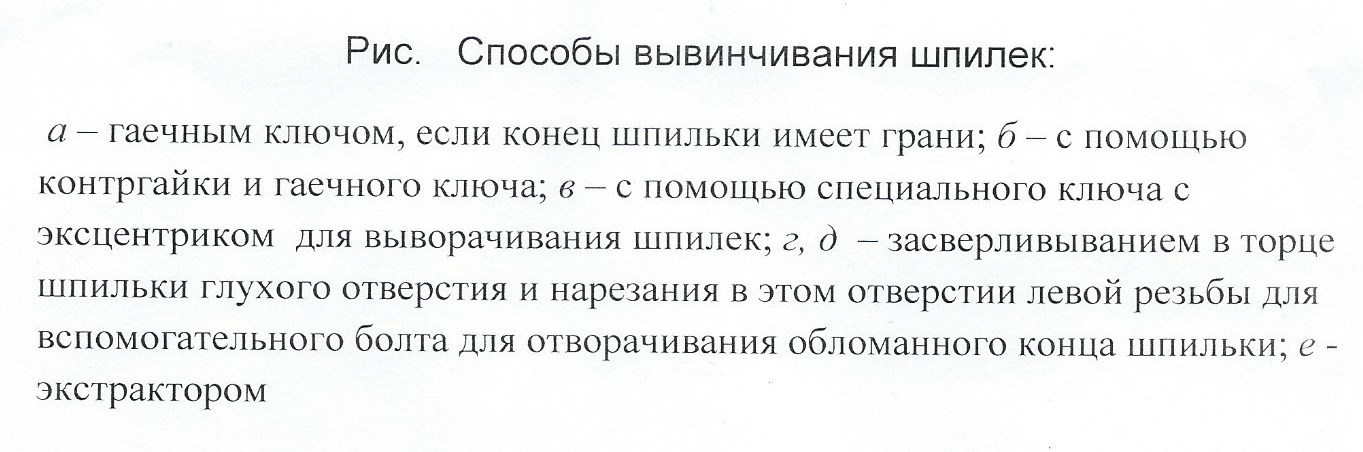 Рис.   Способы вывинчивания шпилек:
а – гаечным ключом, если конец шпильки имеет грани; б – с помощью
контргайки и гаечного ключа; в – с помощью специального ключа с
эксцентриком  для выворачивания шпилек; г, д  – засверливыванием в торце
шпильки глухого отверстия и нарезания в этом отверстии левой резьбы для
вспомогательного болта для отворачивания обломанного конца шпильки; е -
экстрактором